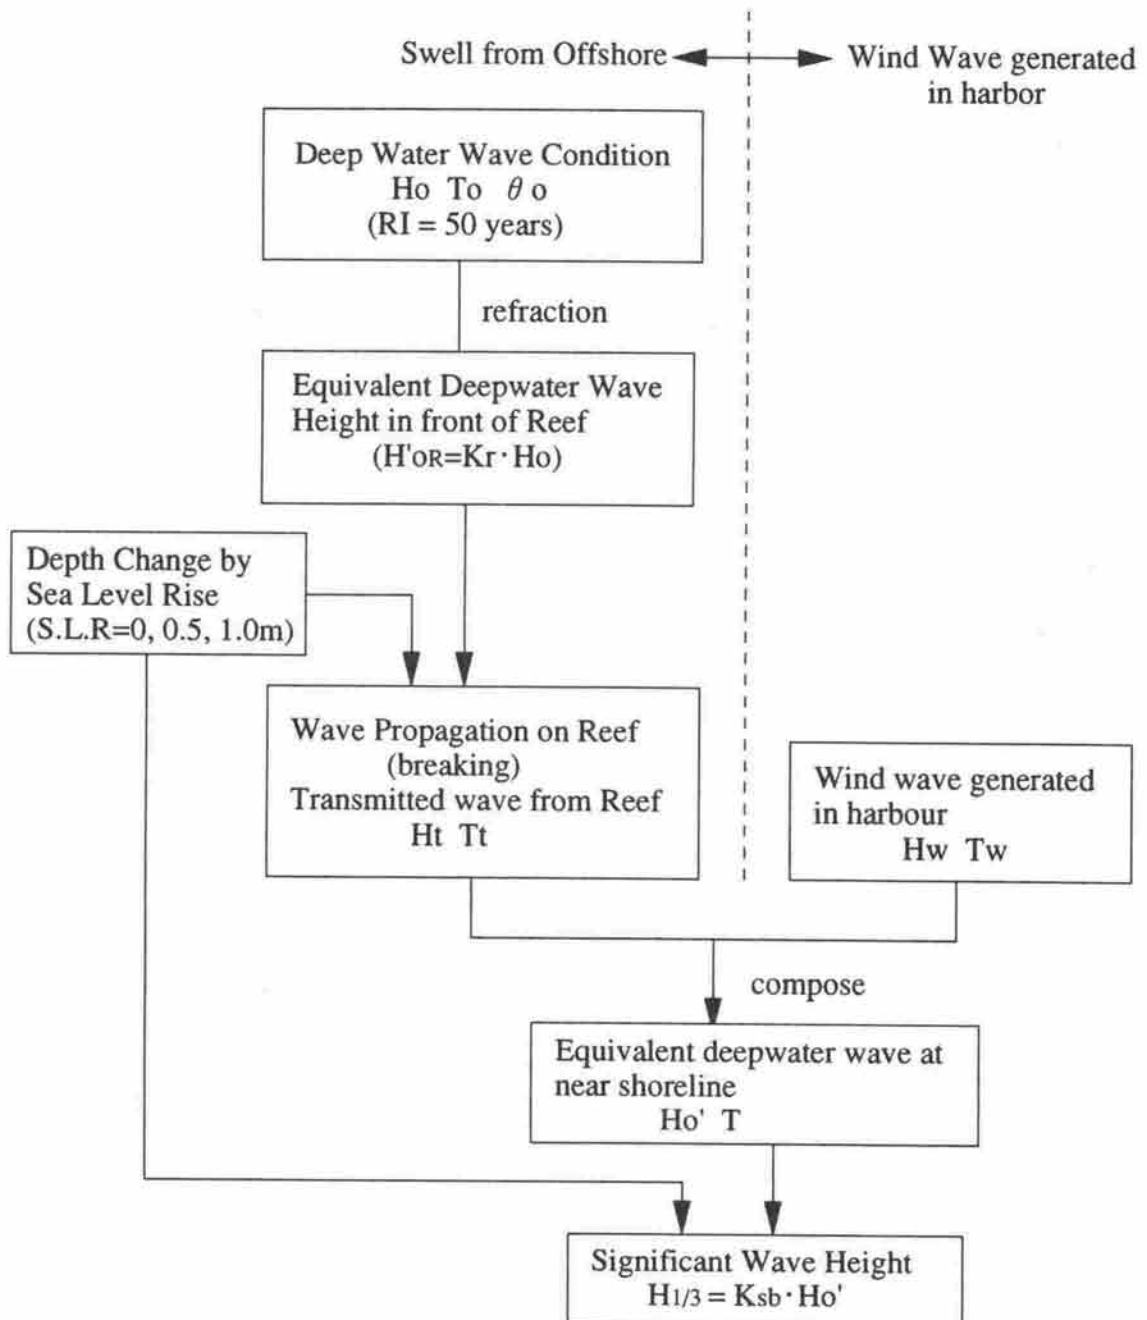 Swell from Offshore
Wind Wave generated
in harbor
Deep Water Wave Condition
Ho To θo
(RI = 50 years)
refraction
Equivalent Deepwater Wave
Height in front of Reef
(H'OR=Kr·Ho)
Depth Change by
Sea Level Rise
(S.L.R=0, 0.5, 1.0m)
Wave Propagation on Reef
(breaking)
Transmitted wave from Reef
Ht Tt
Wind wave generated
in harbour
Hw Tw
compose
Equivalent deepwater wave at
near shoreline
Ho' T
Significant Wave Height
H1/3 = Ksb·Ho'